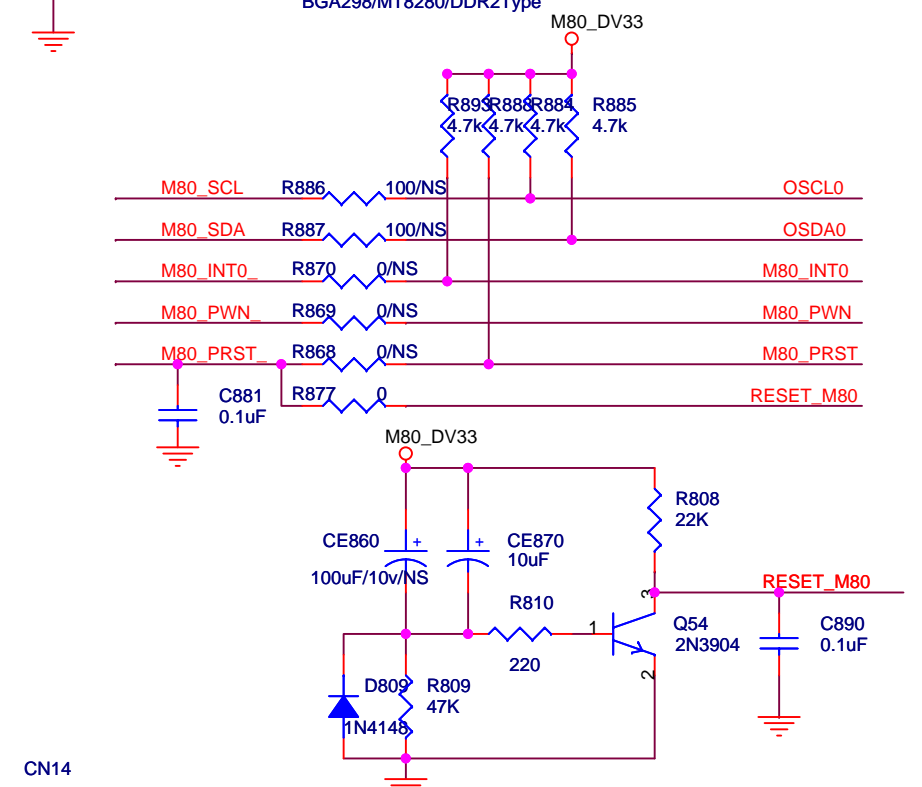 BGA298/MT8280/DDR2Type
M80_DV33
R893 R888 R884 R885
4.7k 4.7k 4.7k 4.7k
M80_SCL R886 100/NS OSCL0
M80_SDA R887 100/NS OSDA0
M80_INT0_ R870 0/NS M80_INT0
M80_PWN_ R869 0/NS M80_PWN
M80_PRST_ R868 0/NS M80_PRST
C881 R877 0 RESET_M80
0.1uF
M80_DV33
R808
22K
CE860 + + CE870
100uF/10v/NS 10uF
RESET_M80
R810 3
1 Q54 C890
220 2N3904 0.1uF
2
D809 R809
1N4148 47K
CN14